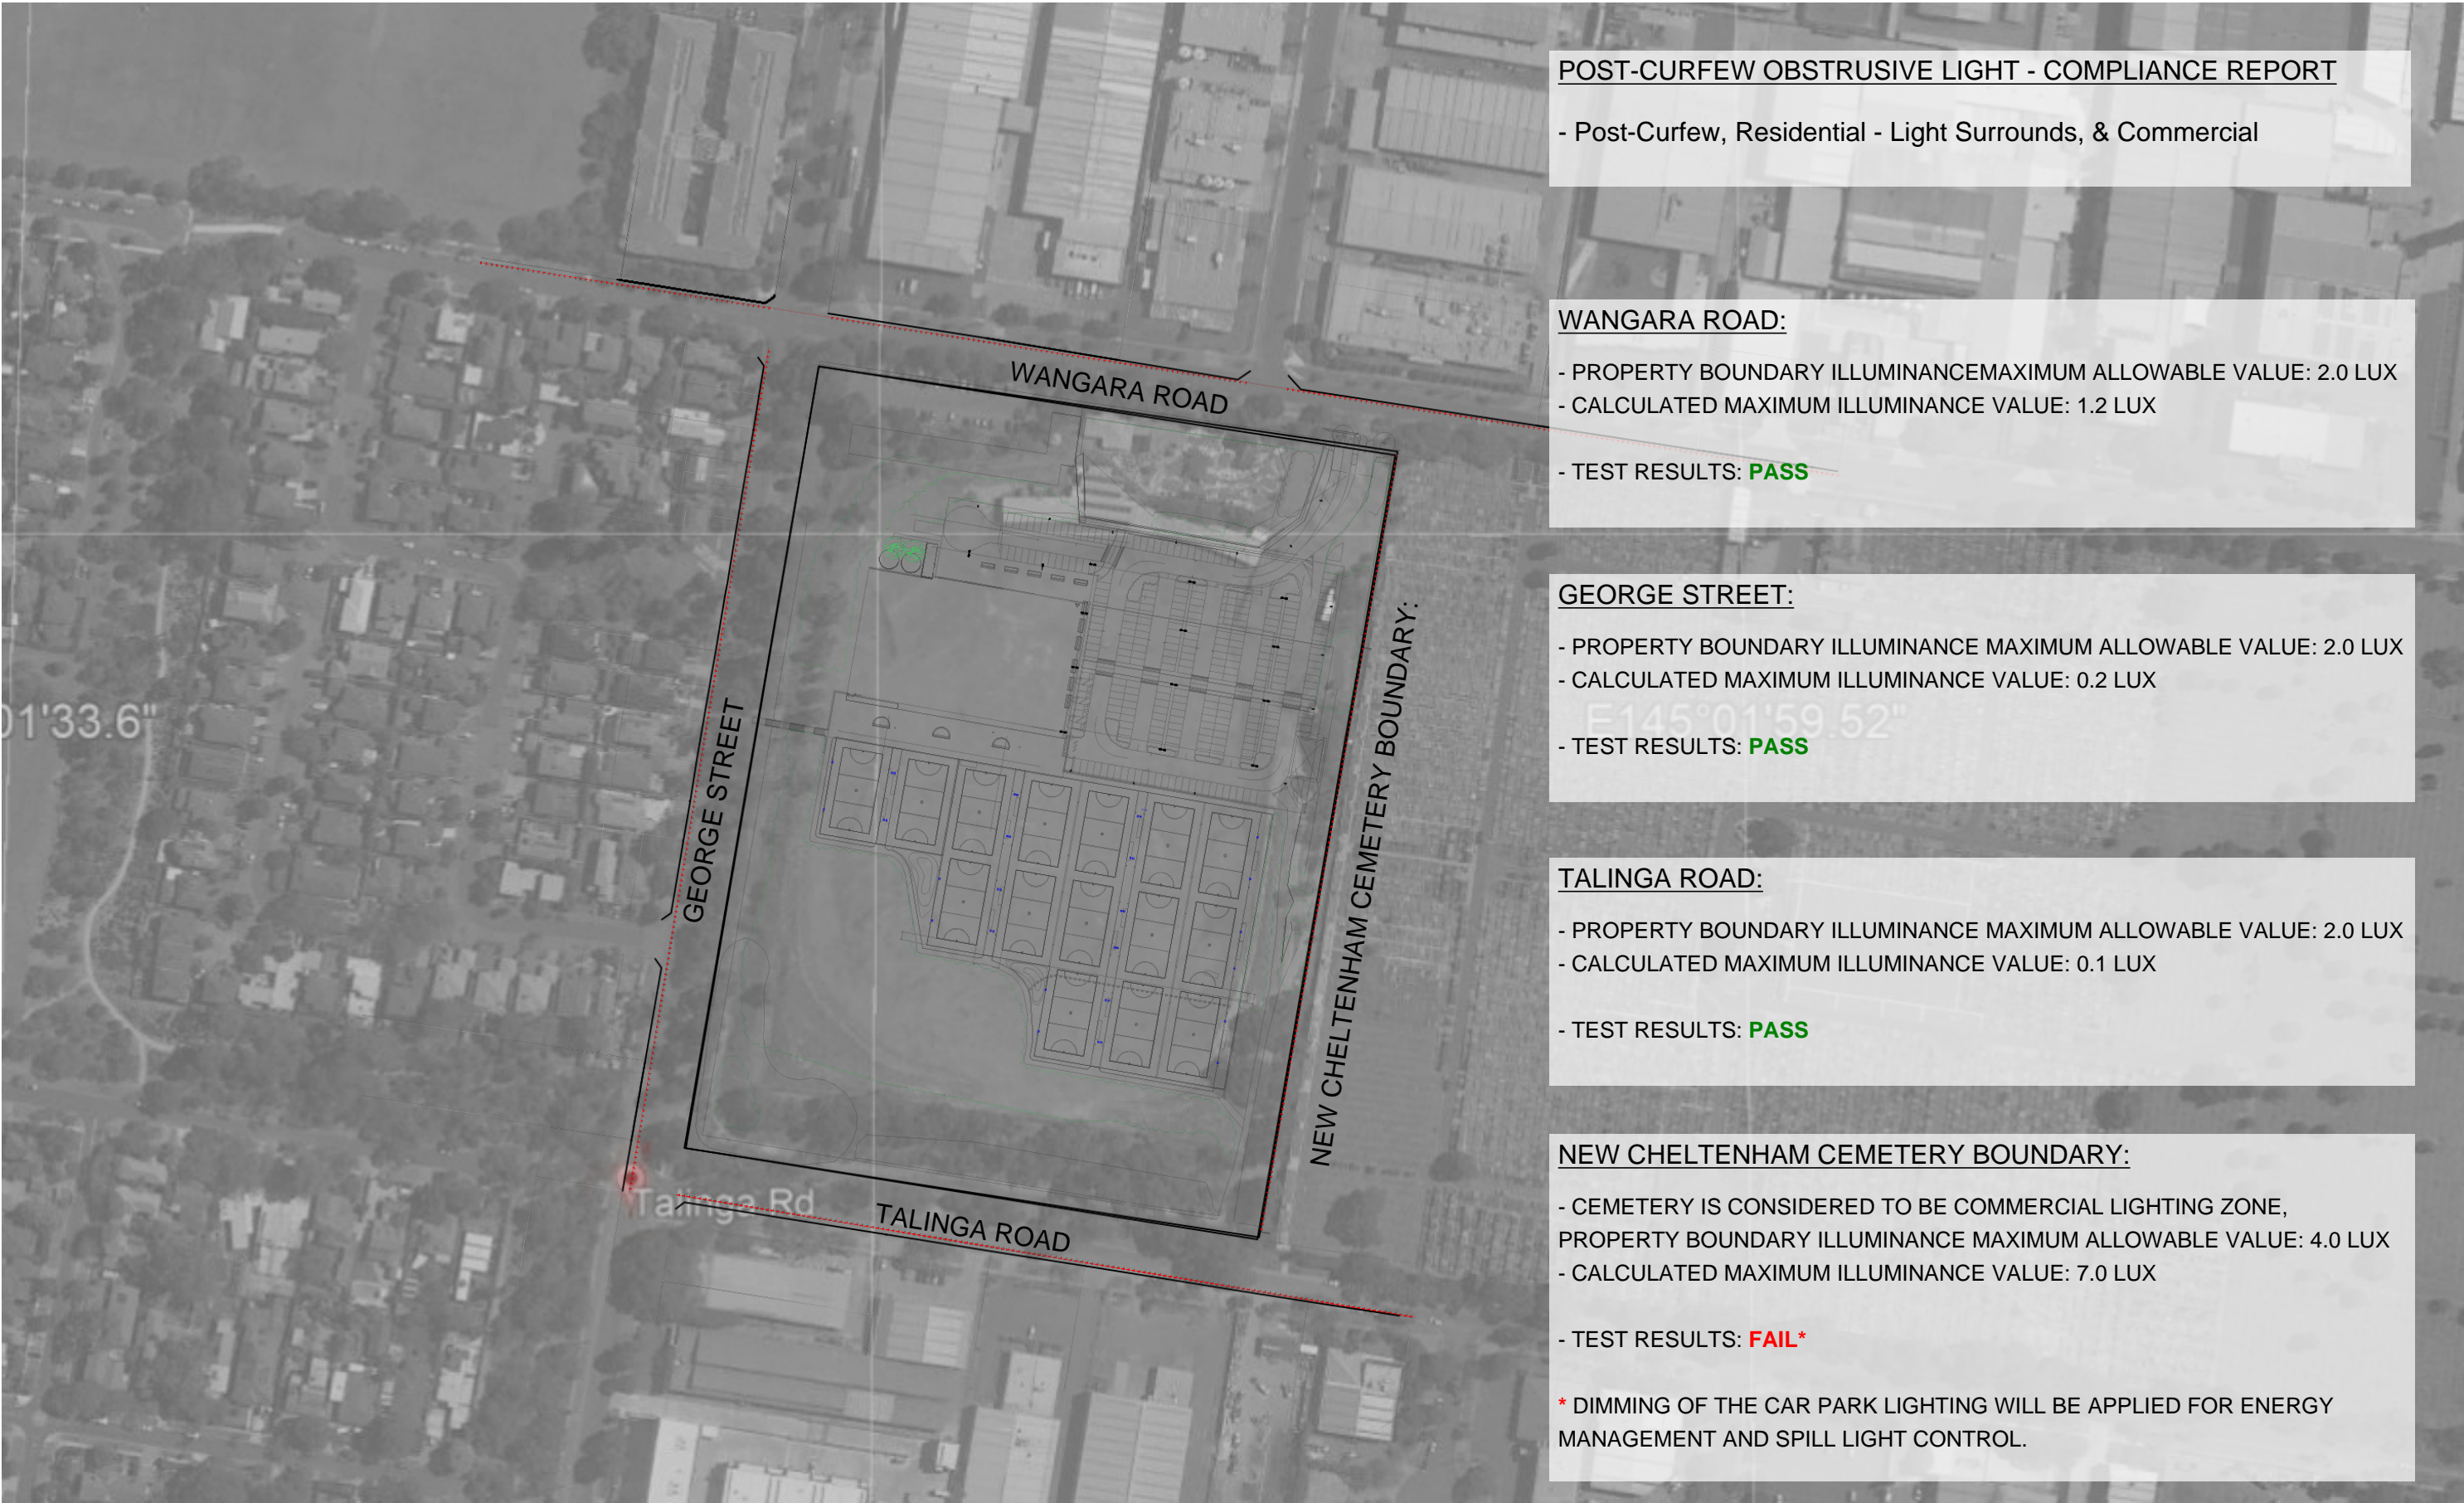 POST-CURFEW OBSTRUSIVE LIGHT - COMPLIANCE REPORT
- Post-Curfew, Residential - Light Surrounds, & Commercial
WANGARA ROAD:
- PROPERTY BOUNDARY ILLUMINANCEMAXIMUM ALLOWABLE VALUE: 2.0 LUX
- CALCULATED MAXIMUM ILLUMINANCE VALUE: 1.2 LUX
- TEST RESULTS: PASS
GEORGE STREET:
- PROPERTY BOUNDARY ILLUMINANCE MAXIMUM ALLOWABLE VALUE: 2.0 LUX
- CALCULATED MAXIMUM ILLUMINANCE VALUE: 0.2 LUX
- TEST RESULTS: PASS
TALINGA ROAD:
- PROPERTY BOUNDARY ILLUMINANCE MAXIMUM ALLOWABLE VALUE: 2.0 LUX
- CALCULATED MAXIMUM ILLUMINANCE VALUE: 0.1 LUX
- TEST RESULTS: PASS
NEW CHELTENHAM CEMETERY BOUNDARY:
- CEMETERY IS CONSIDERED TO BE COMMERCIAL LIGHTING ZONE,
PROPERTY BOUNDARY ILLUMINANCE MAXIMUM ALLOWABLE VALUE: 4.0 LUX
- CALCULATED MAXIMUM ILLUMINANCE VALUE: 7.0 LUX
- TEST RESULTS: FAIL*
* DIMMING OF THE CAR PARK LIGHTING WILL BE APPLIED FOR ENERGY
MANAGEMENT AND SPILL LIGHT CONTROL.
WANGARA ROAD
GEORGE STREET
NEW CHELTENHAM CEMETERY BOUNDARY:
TALINGA ROAD
Talinga Rd
01'33.6"
E145°01'59.52"